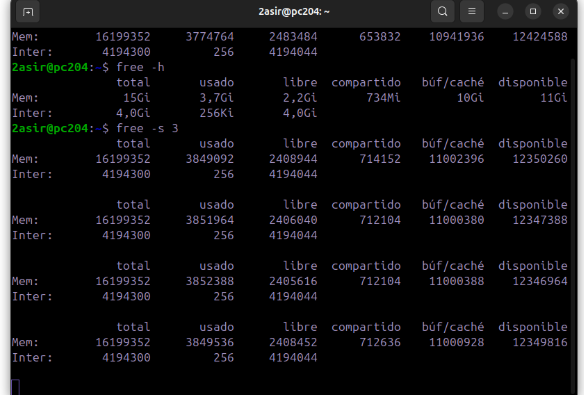 2asir@pc204: ~
Mem: 16199352 3774764 2483484 653832 10941936 12424588
Inter: 4194300 256 4194044
2asir@pc204:~$ free -h
total usado libre compartido búf/caché disponible
Mem: 15Gi 3,7Gi 2,2Gi 734Mi 10Gi 11Gi
Inter: 4,0Gi 256Ki 4,0Gi
2asir@pc204:~$ free -s 3
total usado libre compartido búf/caché disponible
Mem: 16199352 3849092 2408944 714152 11002396 12350260
Inter: 4194300 256 4194044
total usado libre compartido búf/caché disponible
Mem: 16199352 3851964 2406040 712104 11000380 12347388
Inter: 4194300 256 4194044
total usado libre compartido búf/caché disponible
Mem: 16199352 3852388 2405616 712104 11000388 12346964
Inter: 4194300 256 4194044
total usado libre compartido búf/caché disponible
Mem: 16199352 3849536 2408452 712636 11000928 12349816
Inter: 4194300 256 4194044